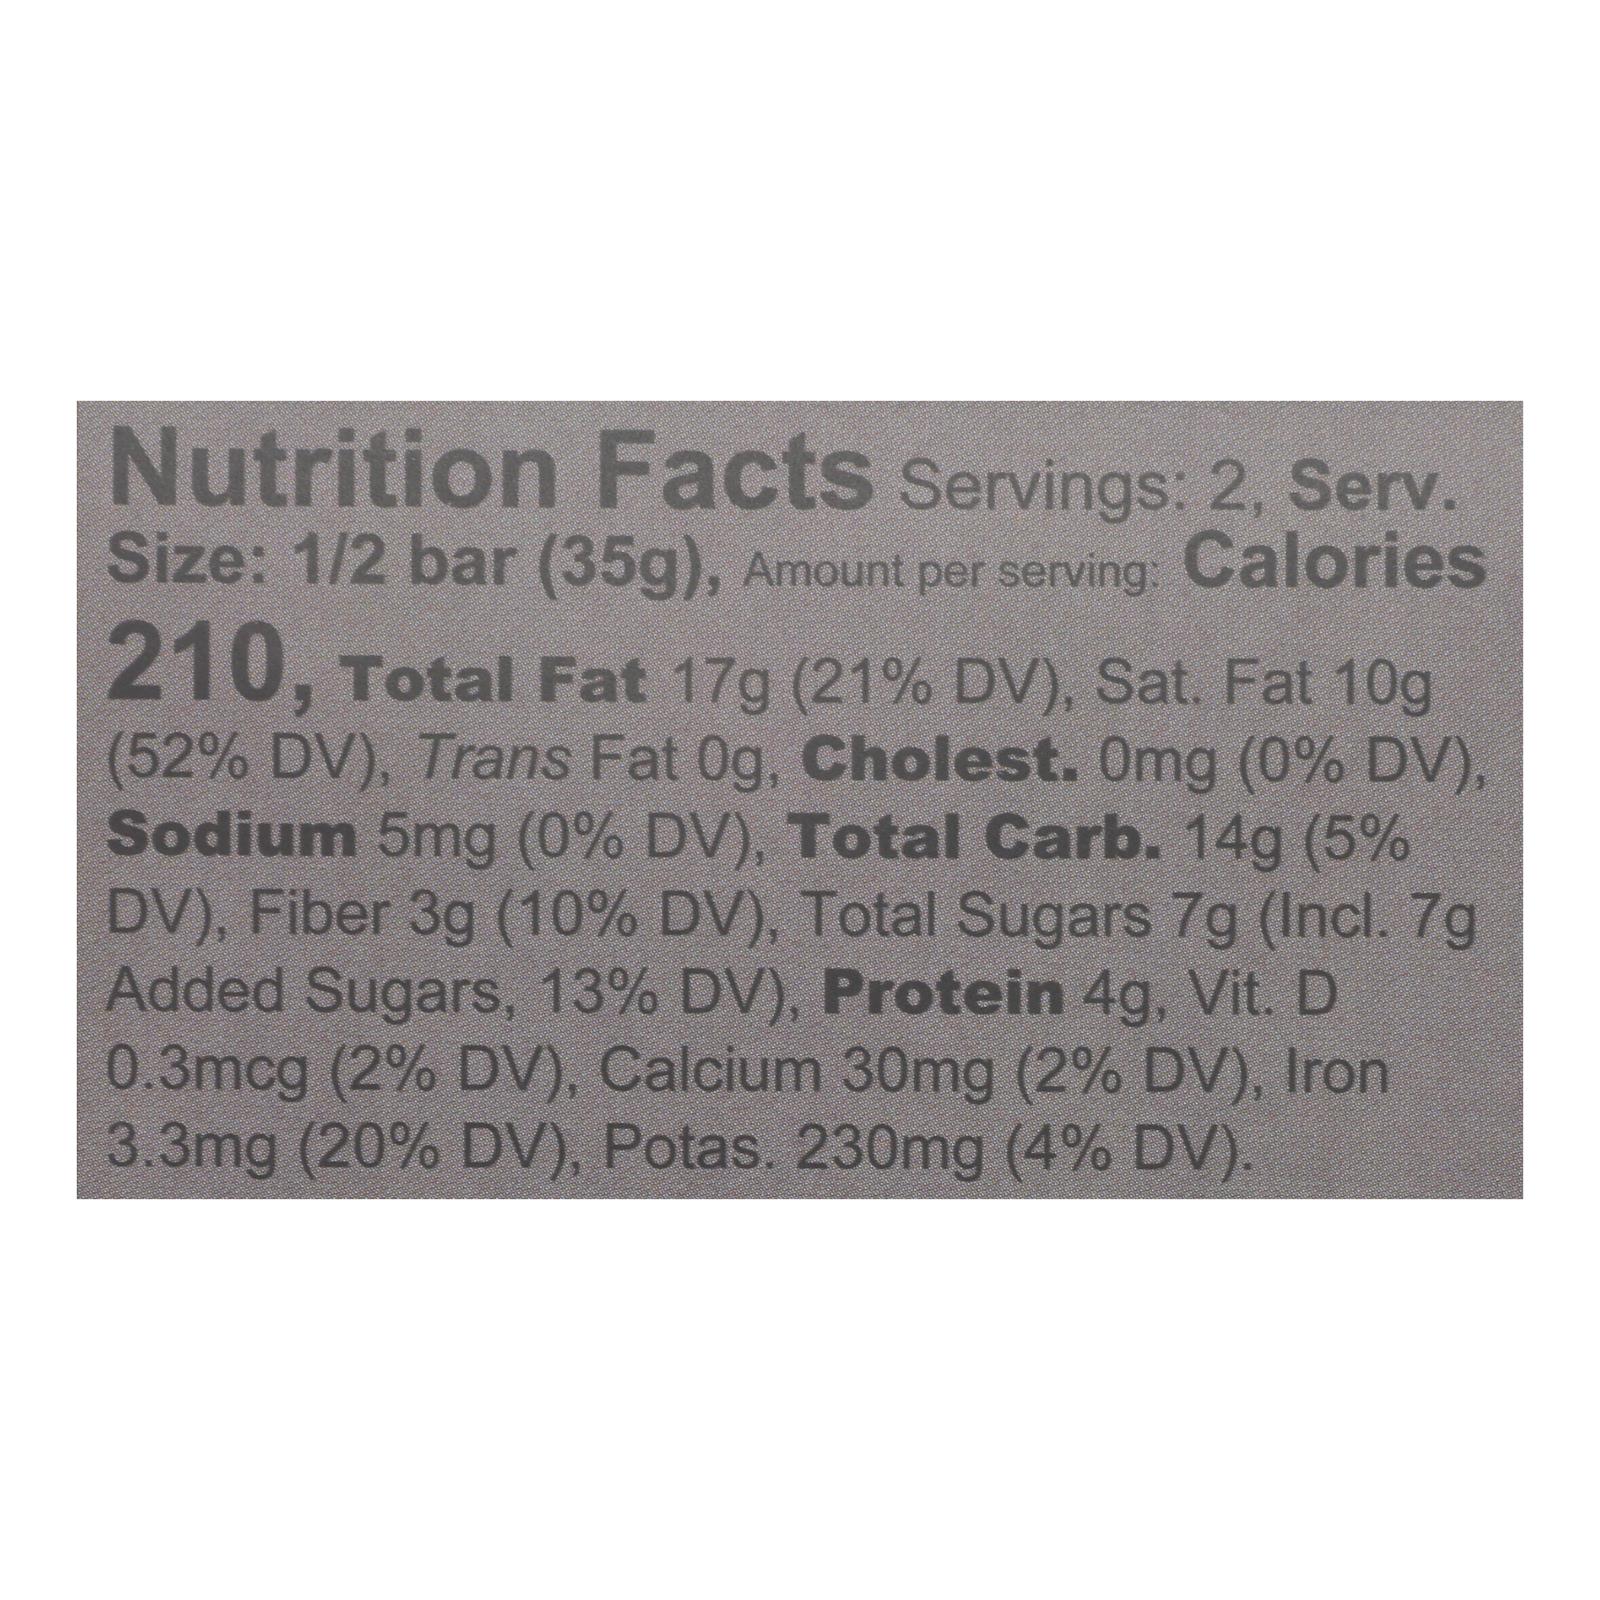 Nutrition Facts Servings: 2, Serv.
Size: 1/2 bar (35g), Amount per serving: Calories
210, Total Fat 17g (21% DV), Sat. Fat 10g
(52% DV), Trans Fat 0g, Cholest. 0mg (0% DV),
Sodium 5mg (0% DV), Total Carb. 14g (5%
DV), Fiber 3g (10% DV), Total Sugars 7g (Incl. 7g
Added Sugars, 13% DV), Protein 4g, Vit. D
0.3mcg (2% DV), Calcium 30mg (2% DV), Iron
3.3mg (20% DV), Potas. 230mg (4% DV).